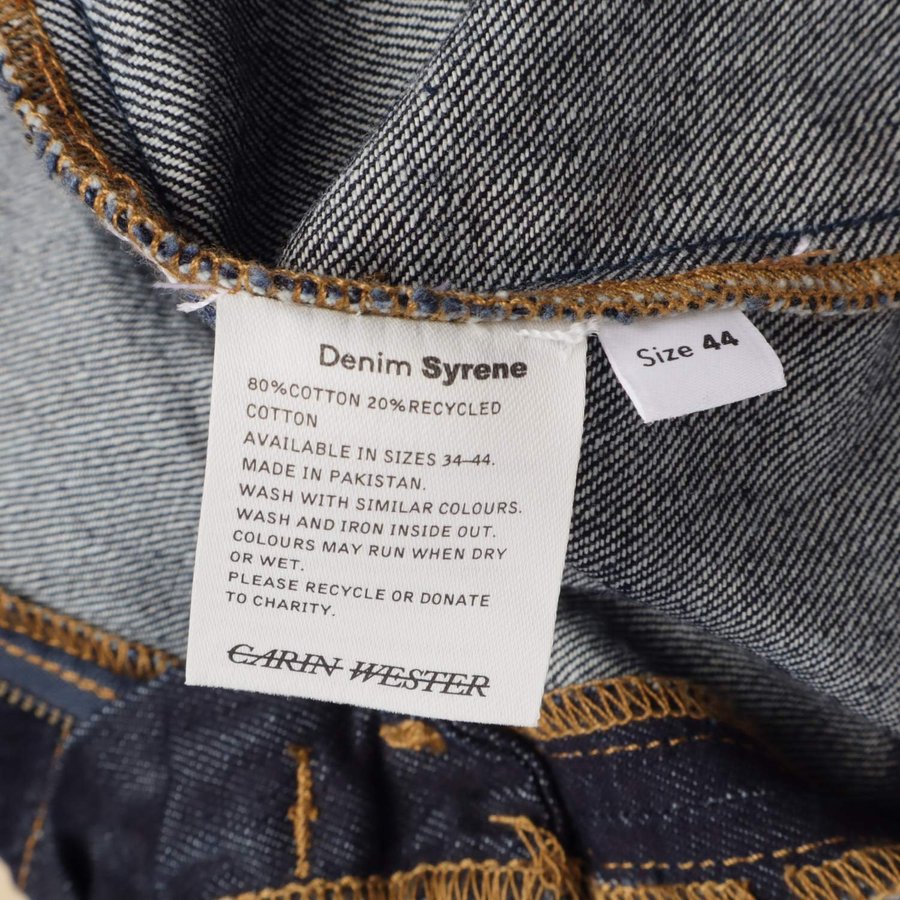 Denim Syrene
80%COTTON 20%RECYCLED
COTTON
AVAILABLE IN SIZES 34–44.
MADE IN PAKISTAN.
WASH WITH SIMILAR COLOURS.
WASH AND IRON INSIDE OUT.
COLOURS MAY RUN WHEN DRY
OR WET.
PLEASE RECYCLE OR DONATE
TO CHARITY.
CARIN WESTER
Size 44